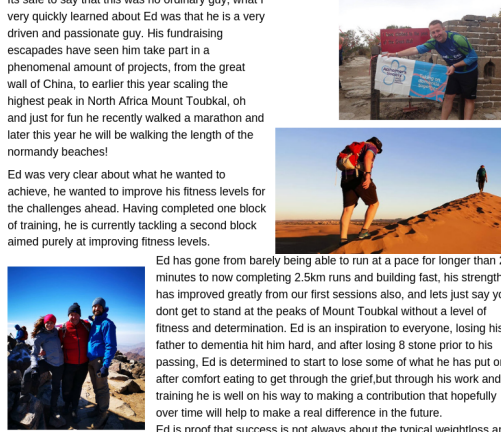 its safe to say that this was no ordinary guy, what I
very quickly learned about Ed was that he is a very
driven and passionate guy. His fundraising
escapades have seen him take part in a
phenomenal amount of projects, from the great
wall of China, to earlier this year scaling the
highest peak in North Africa Mount Toubkal, oh
and just for fun he recently walked a marathon and
later this year he will be walking the length of the
normandy beaches!
Ed was very clear about what he wanted to
achieve, he wanted to improve his fitness levels for
the challenges ahead. Having completed one block
of training, he is currently tackling a second block
aimed purely at improving fitness levels.
Ed has gone from barely being able to run at a pace for longer than 2
minutes to now completing 2.5km runs and building fast, his strength
has improved greatly from our first sessions also, and lets just say yo
dont get to stand at the peaks of Mount Toubkal without a level of
fitness and determination. Ed is an inspiration to everyone, losing his
father to dementia hit him hard, and after losing 8 stone prior to his
passing, Ed is determined to start to lose some of what he has put o
after comfort eating to get through the grief,but through his work and
training he is well on his way to making a contribution that hopefully
over time will help to make a real difference in the future.
Ed is proof that success is not always about the typical weightloss a